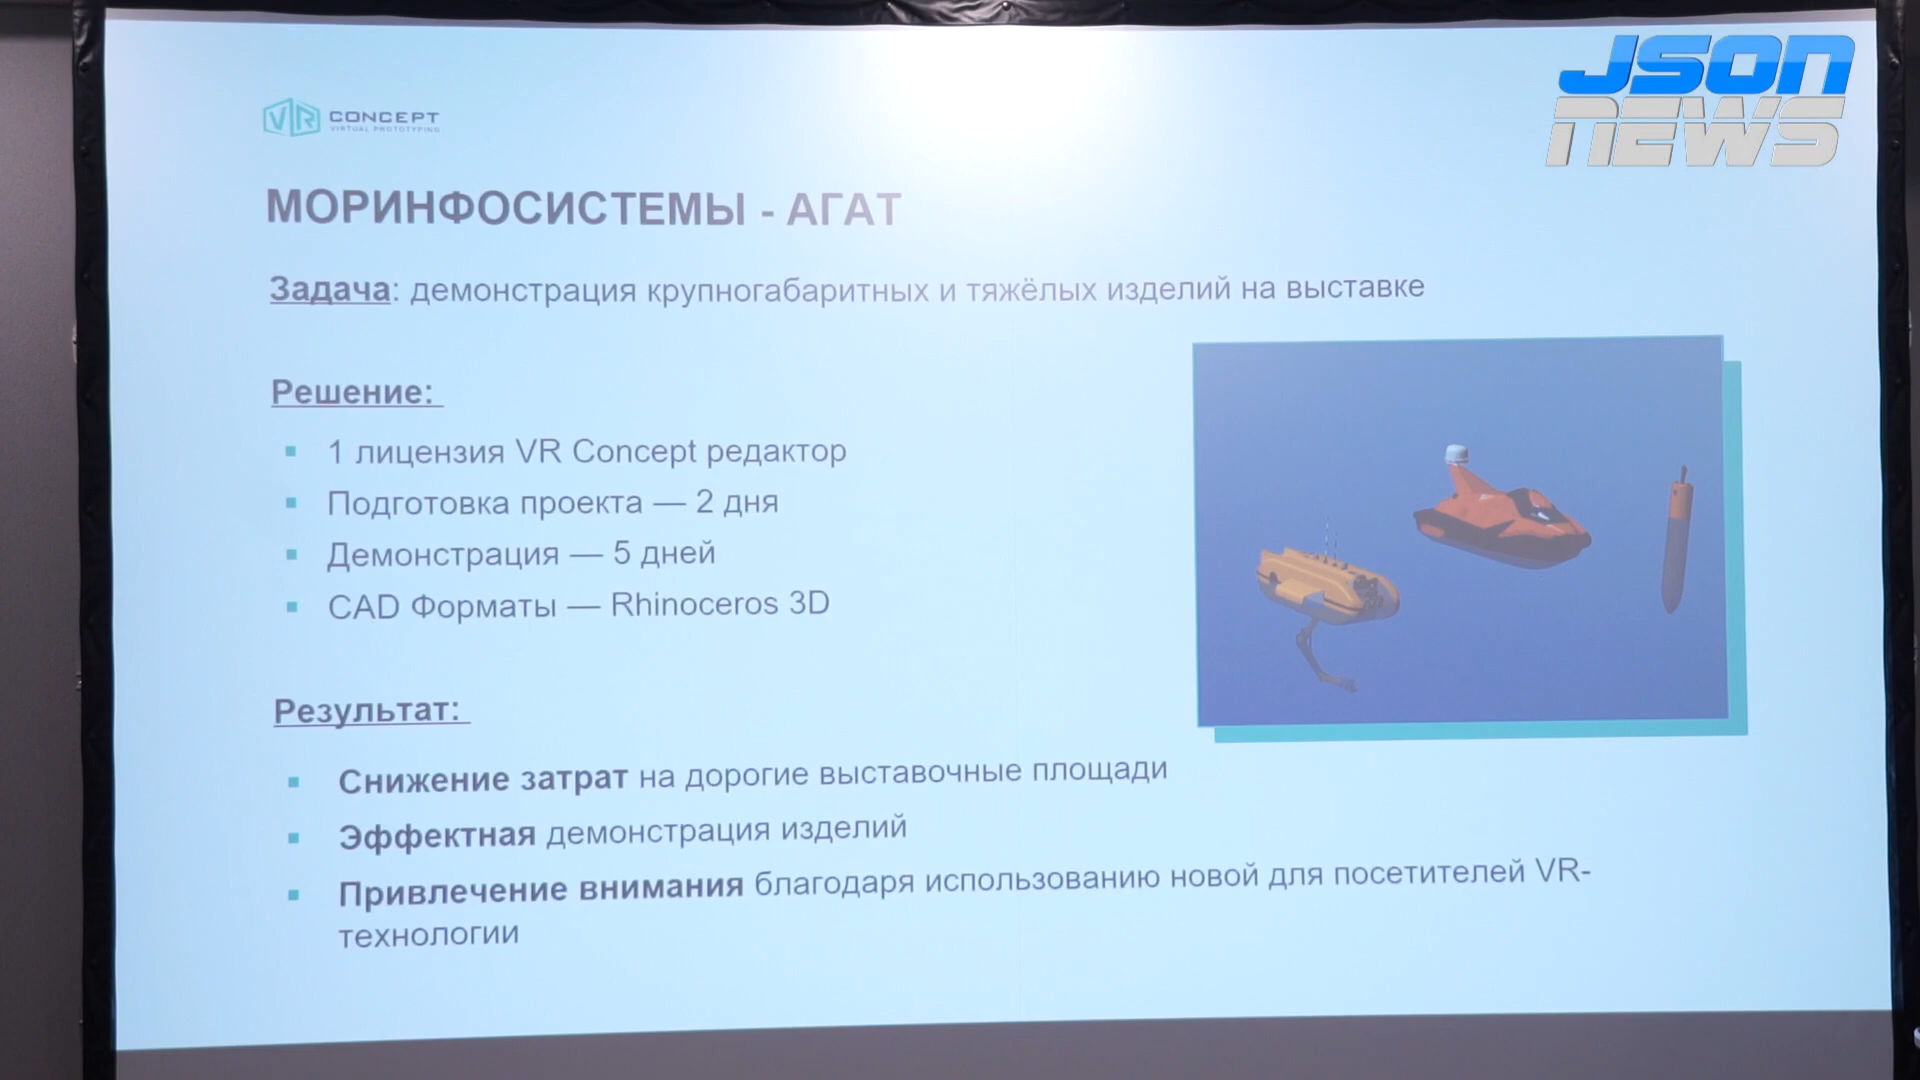 JSON
NEWS
VR CONCEPT
VIRTUAL PROTOTYPING
МОРИНФОСИСТЕМЫ - АГАТ
Задача: демонстрация крупногабаритных и тяжёлых изделий на выставке
Решение:
1 лицензия VR Concept редактор
Подготовка проекта — 2 дня
Демонстрация — 5 дней
CAD Форматы — Rhinoceros 3D
Результат:
Снижение затрат на дорогие выставочные площади
Эффектная демонстрация изделий
Привлечение внимания благодаря использованию новой для посетителей VR-
технологии